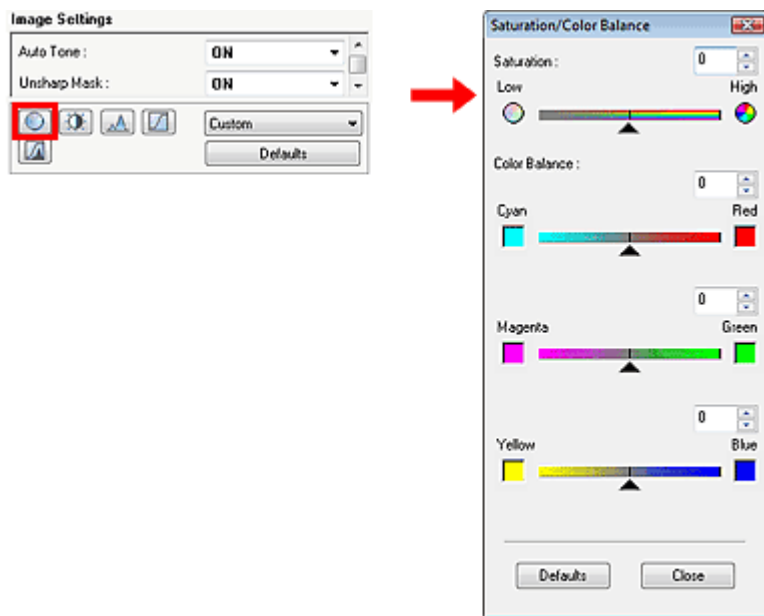 Image Settings
Auto Tone : ON
Unsharp Mask : ON
Custom
Defaults
Saturation/Color Balance
Saturation : 0
Low High
Color Balance :
0
Cyan Red
0
Magenta Green
0
Yellow Blue
Defaults Close